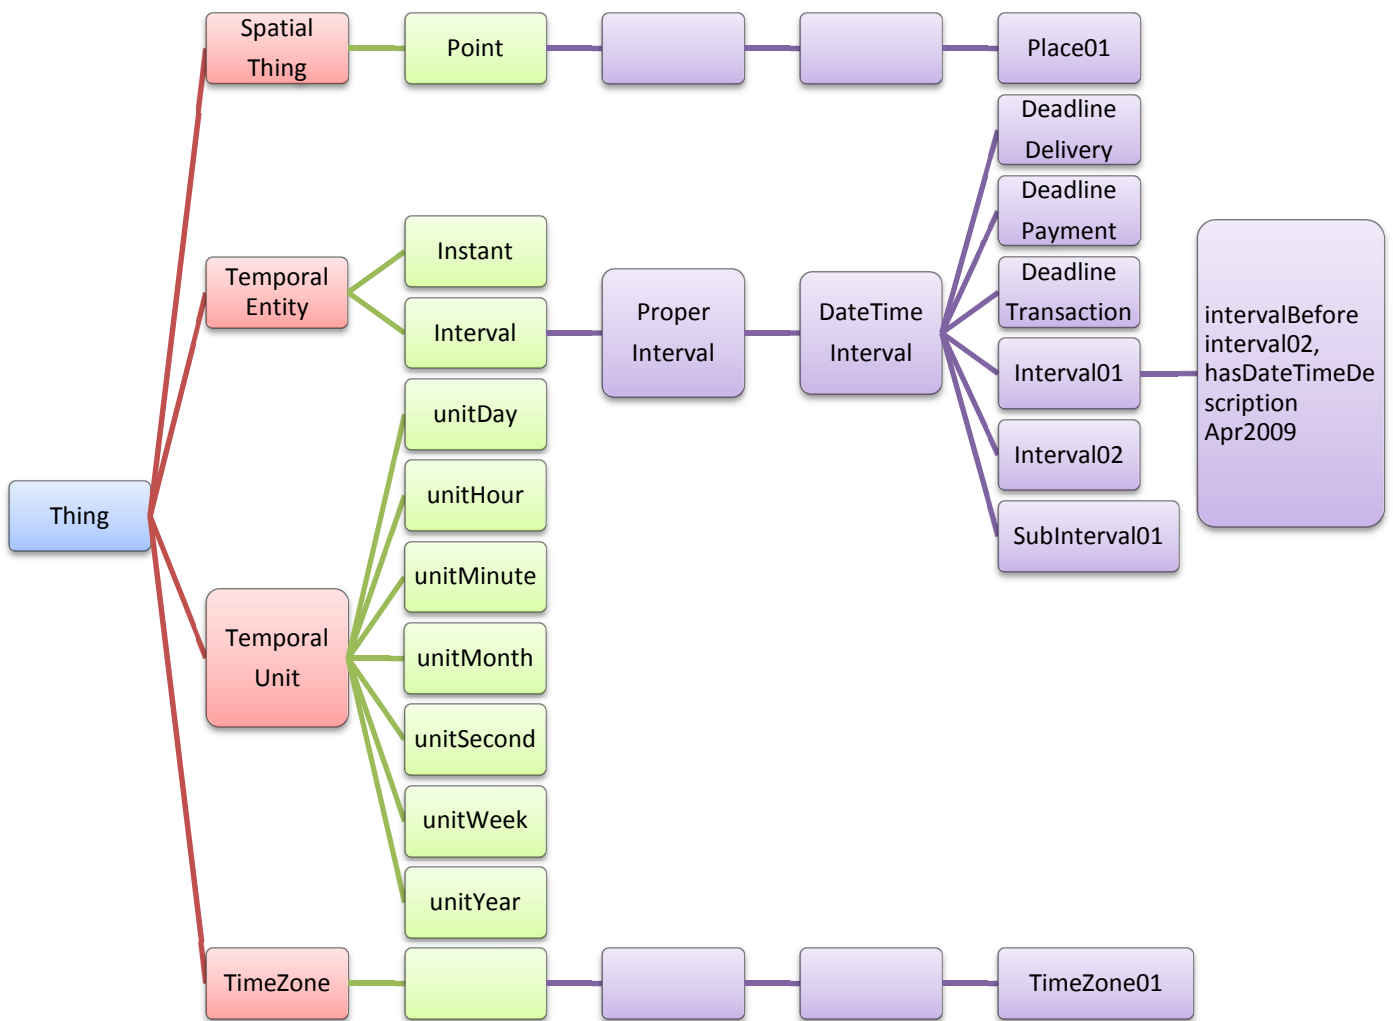 Spatial
Thing
Point
Place01
Deadline
Delivery
Deadline
Payment
Deadline
Transaction
Instant
Temporal
Entity
Interval
Proper
Interval
DateTime
Interval
Interval01
intervalBefore
interval02,
hasDateTimeDe
scription
Apr2009
Interval02
SubInterval01
unitDay
unitHour
Thing
unitMinute
Temporal
Unit
unitMonth
unitSecond
unitWeek
unitYear
TimeZone
TimeZone01